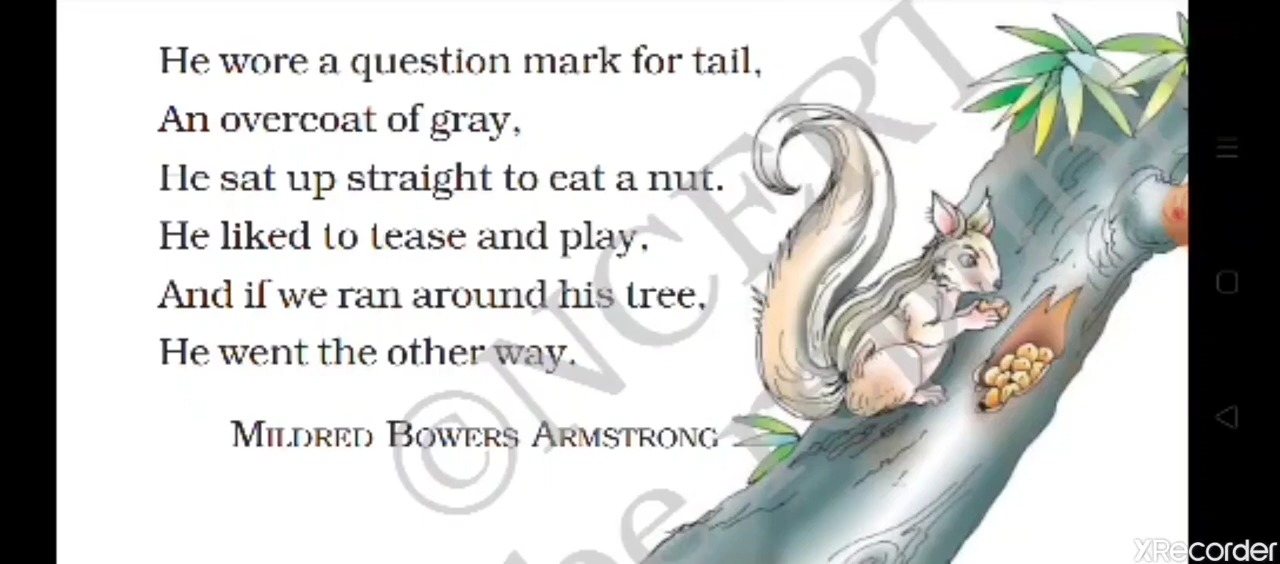 He wore a question mark for tail,
An overcoat of gray,
He sat up straight to eat a nut.
He liked to tease and play,
And if we ran around his tree,
He went the other way.
MILDRED BOWERS ARMSTRONG
©NCERT
be
XRecorder